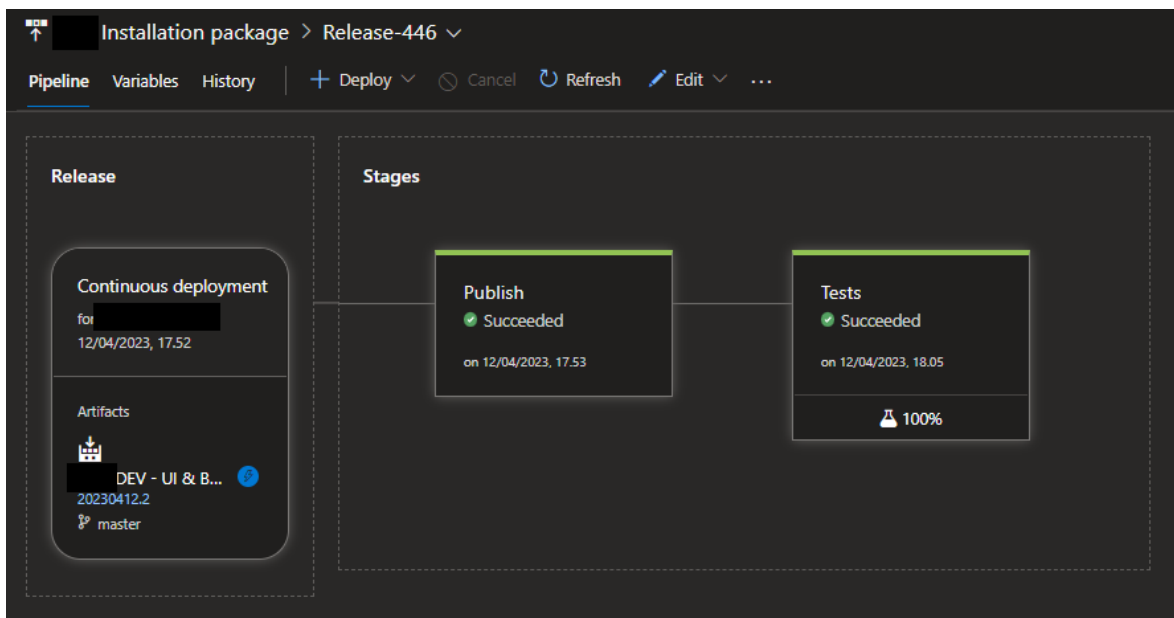 Installation package > Release-446
Pipeline Variables History + Deploy Cancel Refresh Edit ...
Release
Continuous deployment
for
12/04/2023, 17.52
Artifacts
DEV - UI & B...
20230412.2
master
Stages
Publish
Succeeded
on 12/04/2023, 17.53
Tests
Succeeded
on 12/04/2023, 18.05
100%